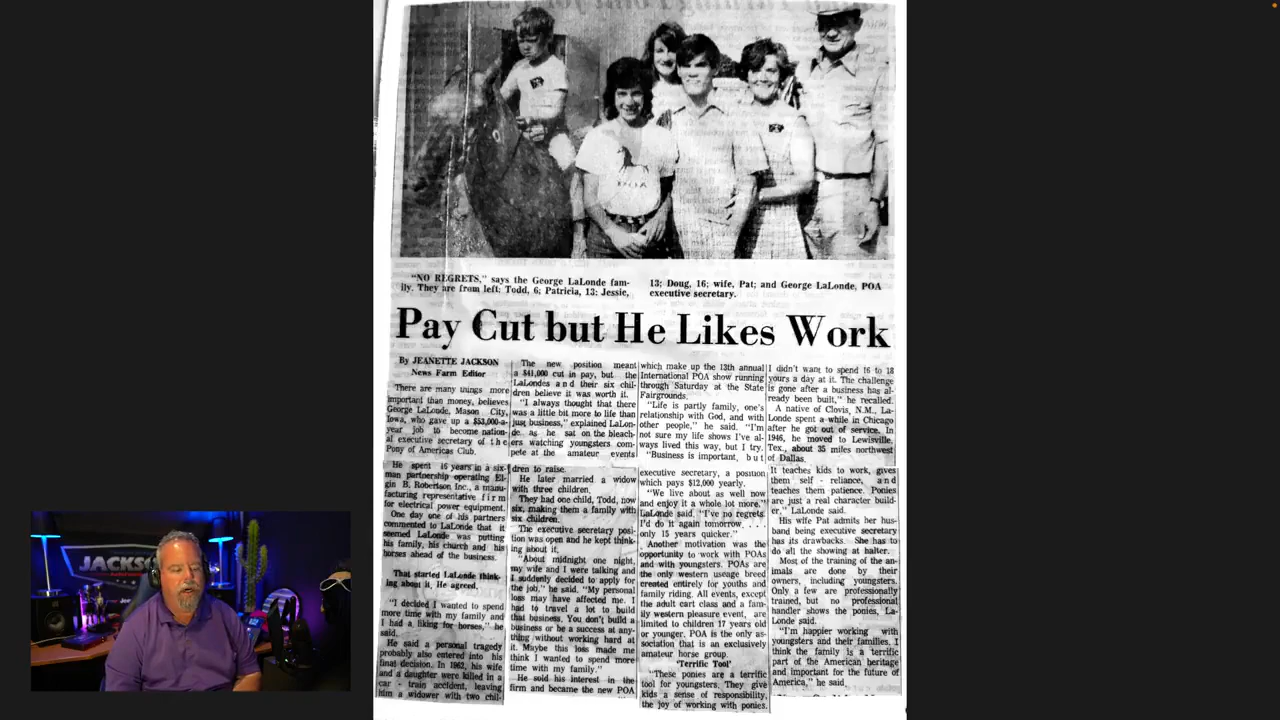 "NO REGRETS," says the George LaLonde fam-
ily. They are from left: Todd, 6; Patricia, 13; Jessie,
13; Doug, 16; wife, Pat; and George LaLonde, POA
executive secretary.
Pay Cut but He Likes Work
By JEANETTE JACKSON
News Farm Editor
There are many things more
important than money, believes
George LaLonde, Mason City,
Iowa, who gave up a $53,000-a-
year job to become nation-
al executive secretary of the
Pony of Americas Club.
The new position meant
a $41,000 cut in pay, but the
LaLondes and their six chil-
dren believe it was worth it.
"I always thought that there
was a little bit more to life than
just business," explained LaLon-
de, as he sat on the bleach-
ers watching youngsters com-
pete at the amateur events
which make up the 13th annual
International POA show running
through Saturday at the State
Fairgrounds.
"Life is partly family, one's
relationship with God, and with
other people," he said. "I'm
not sure my life shows I've al-
ways lived this way, but I try.
"Business is important, but
I didn't want to spend 16 to 18
yours a day at it. The challenge
is gone after a business has al-
ready been built," he recalled.
A native of Clovis, N.M., La-
Londe spent a while in Chicago
after he got out of service. In
1946, he moved to Lewisville,
Tex., about 35 miles northwest
of Dallas.
He spent 16 years in a six-
man partnership operating El-
gin B. Robertson Inc., a manu-
facturing representative firm
for electrical power equipment.
One day one of his partners
commented to LaLonde that it
seemed LaLonde was putting
his family, his church and his
horses ahead of the business.
That started LaLonde think-
ing about it, He agreed.
"I decided I wanted to spend
more time with my family and
I had a liking for horses," he
said.
He said a personal tragedy
probably also entered into his
final decision. In 1962, his wife
and a daughter were killed in a
car - train accident, leaving
him a widower with two chil-
dren to raise.
He later married a widow
with three children.
They had one child, Todd, now
six, making them a family with
six children.
The executive secretary posi-
tion was open and he kept think-
ing about it.
"About midnight one night,
my wife and I were talking and
I suddenly decided to apply for
the job," he said. "My personal
loss may have affected me. I
had to travel a lot to build
that business. You don't build a
business or be a success at any-
thing without working hard at
it. Maybe this loss made me
think I wanted to spend more
time with my family."
He sold his interest in the
firm and became the new POA
executive secretary, a position
which pays $12,000 yearly.
"We live about as well now
and enjoy it a whole lot more,"
LaLonde said. "I've no regrets.
I'd do it again tomorrow. . . .
only 15 years quicker."
Another motivation was the
opportunity to work with POAs
and with youngsters. POAs are
the only western useage breed
created entirely for youths and
family riding. All events, except
the adult cart class and a fam-
ily western pleasure event, are
limited to children 17 years old
or younger. POA is the only as-
sociation that is an exclusively
amateur horse group.
'Terrific Tool'
"These ponies are a terrific
tool for youngsters. They give
kids a sense of responsibility,
the joy of working with ponies.
It teaches kids to work, gives
them self - reliance, and
teaches them patience. Ponies
are just a real character build-
er," LaLonde said.
His wife Pat admits her hus-
band being executive secretary
has its drawbacks. She has to
do all the showing at halter.
Most of the training of the an-
imals are done by their
owners, including youngsters.
Only a few are professionally
trained, but no professional
handler shows the ponies, La-
Londe said.
"I'm happier working with
youngsters and their families. I
think the family is a terrific
part of the American heritage
and important for the future of
America," he said.
POA
JACKS